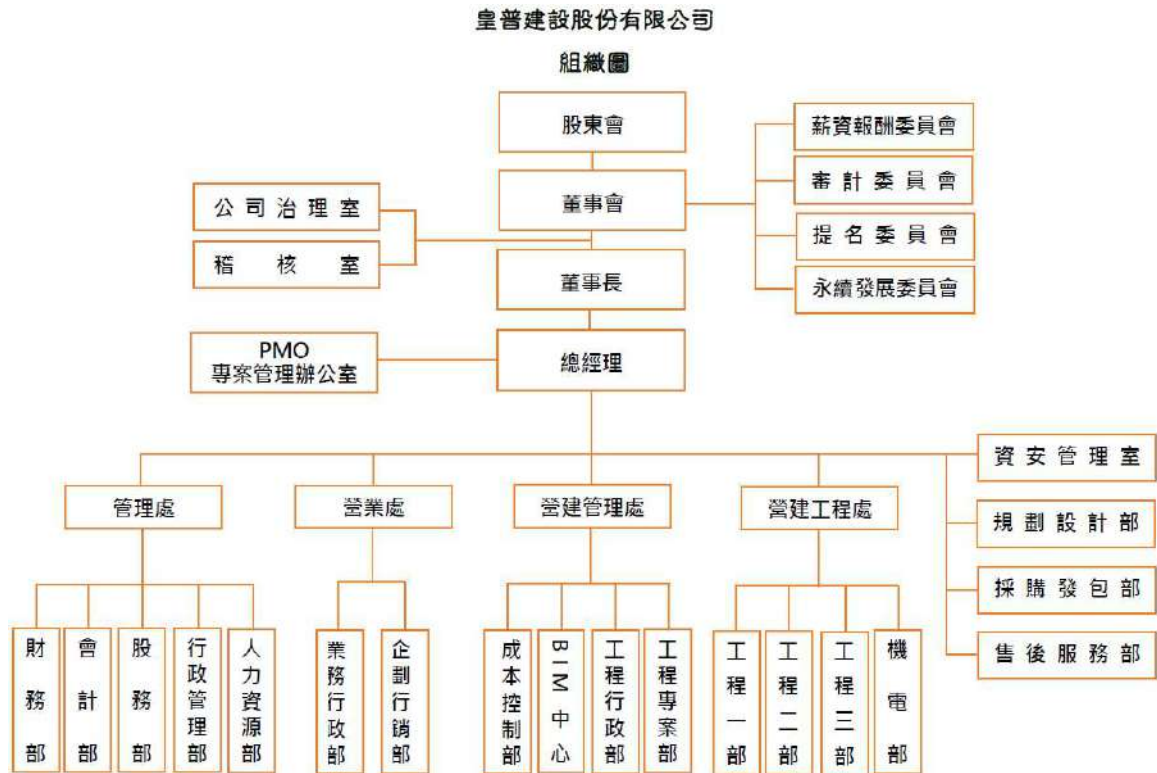 皇普建設股份有限公司
組織圖
股東會
薪資報酬委員會
審計委員會
提名委員會
永續發展委員會
董事會
公司治理室
稽核室
董事長
PMO
專案管理辦公室
總經理
資安管理室
規劃設計部
採購發包部
售後服務部
管理處
營業處
營建管理處
營建工程處
財務部
會計部
股務部
行政管理部
人力資源部
業務行政部
企劃行銷部
成本控制部
BIM中心
工程行政部
工程專案部
工程一部
工程二部
工程三部
機電部